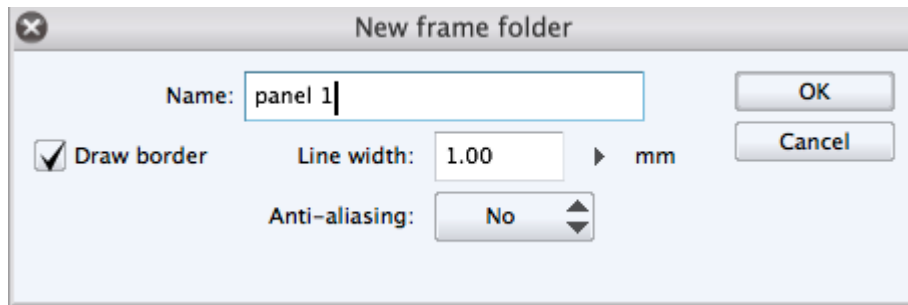 New frame folder
Name: panel 1 OK
Draw border Line width: 1.00 mm Cancel
Anti-aliasing: No